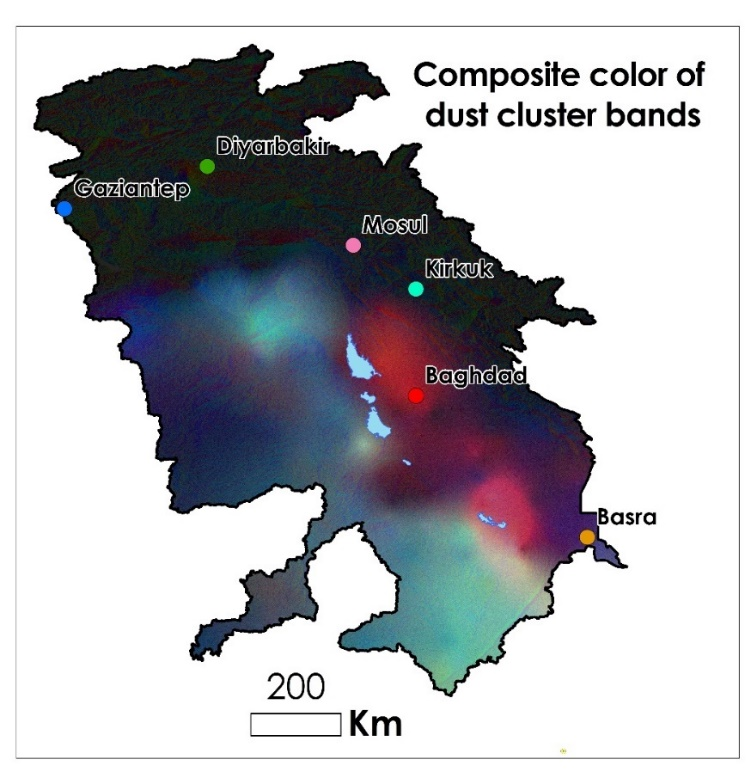 Composite color of
dust cluster bands
Diyarbakir
Gaziantep
Mosul
Kirkuk
Baghdad
Basra
200
Km